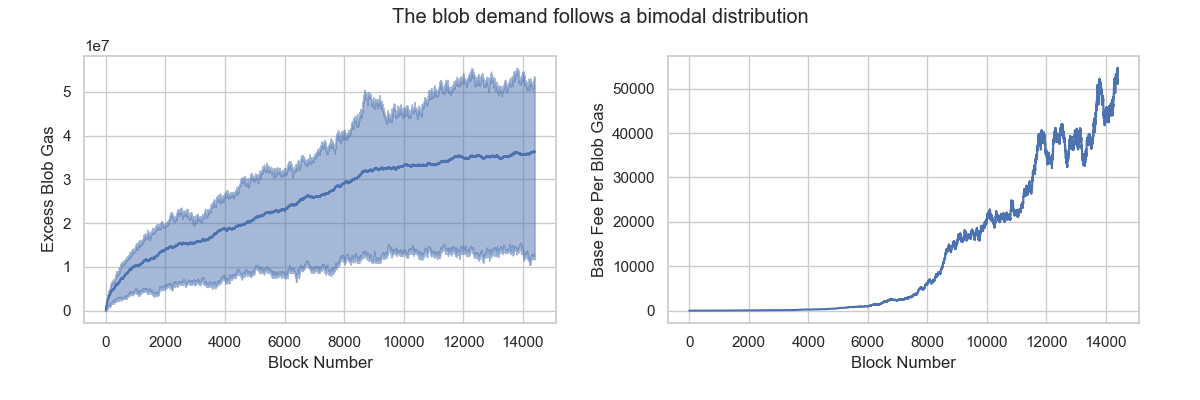 The blob demand follows a bimodal distribution
1e7
5
4
3
2
1
0
Excess Blob Gas
0 2000 4000 6000 8000 10000 12000 14000
Block Number
50000
40000
30000
20000
10000
0
Base Fee Per Blob Gas
0 2000 4000 6000 8000 10000 12000 14000
Block Number